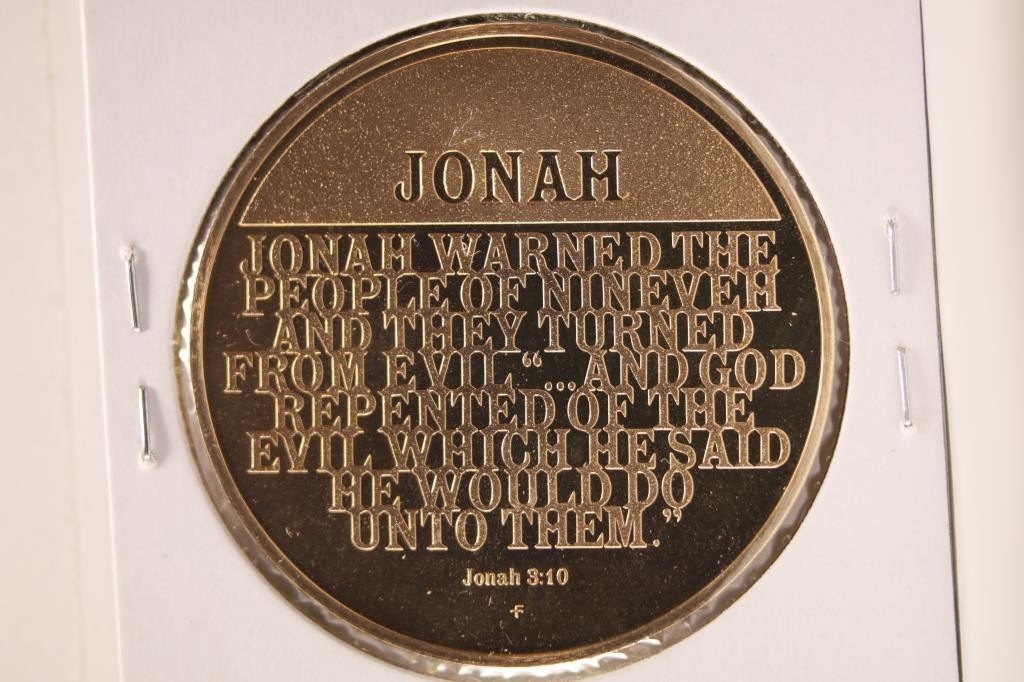 JONAH
JONAH WARNED THE
PEOPLE OF NINEVEH
AND THEY TURNED
FROM EVIL “...AND GOD
REPENTED OF THE
EVIL WHICH HE SAID
HE WOULD DO
UNTO THEM.”
Jonah 3:10